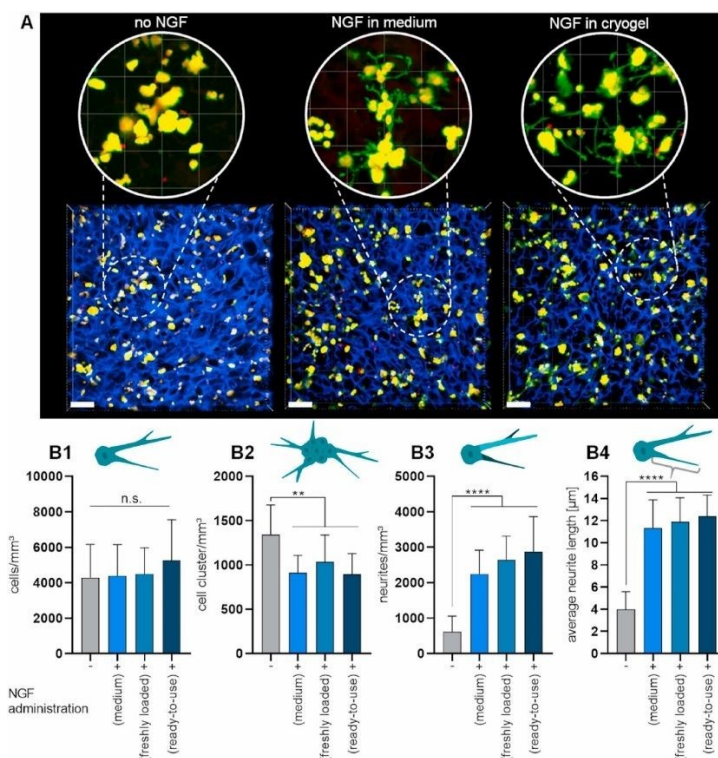 A
no NGF
NGF in medium
NGF in cryogel
B1
cells/mm³
10000
8000
6000
4000
2000
0
n.s.
-
+
+
+
(medium)
freshly loaded)
(ready-to-use)
B2
cell cluster/mm³
2000
1500
1000
500
0
**
-
+
+
+
(medium)
freshly loaded)
(ready-to-use)
B3
neurites/mm³
5000
4000
3000
2000
1000
0
****
-
+
+
+
(medium)
(freshly loaded)
(ready-to-use)
B4
average neurite length [µm]
16
14
12
10
8
6
4
2
0
****
-
+
+
+
(medium)
(freshly loaded)
(ready-to-use)
NGF
administration